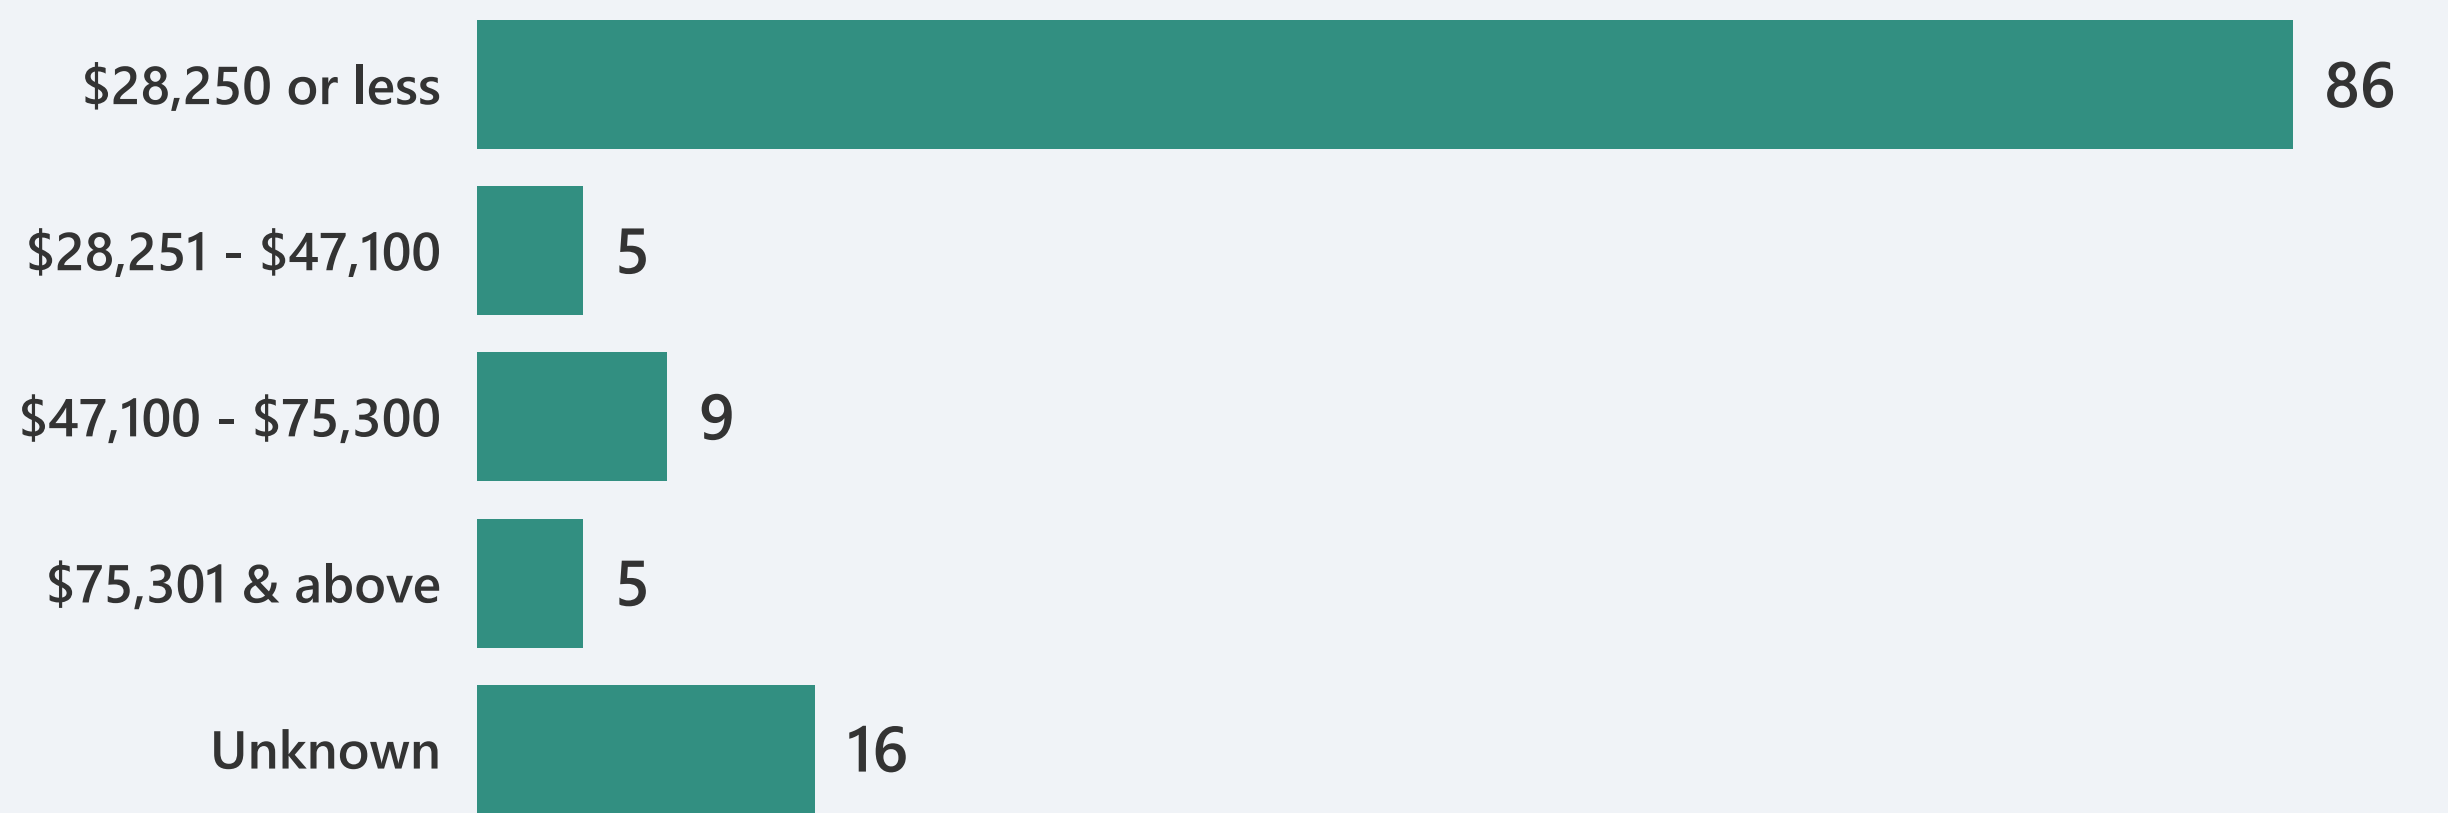 $28,250 or less 86
$28,251 - $47,100 5
$47,100 - $75,300 9
$75,301 & above 5
Unknown 16